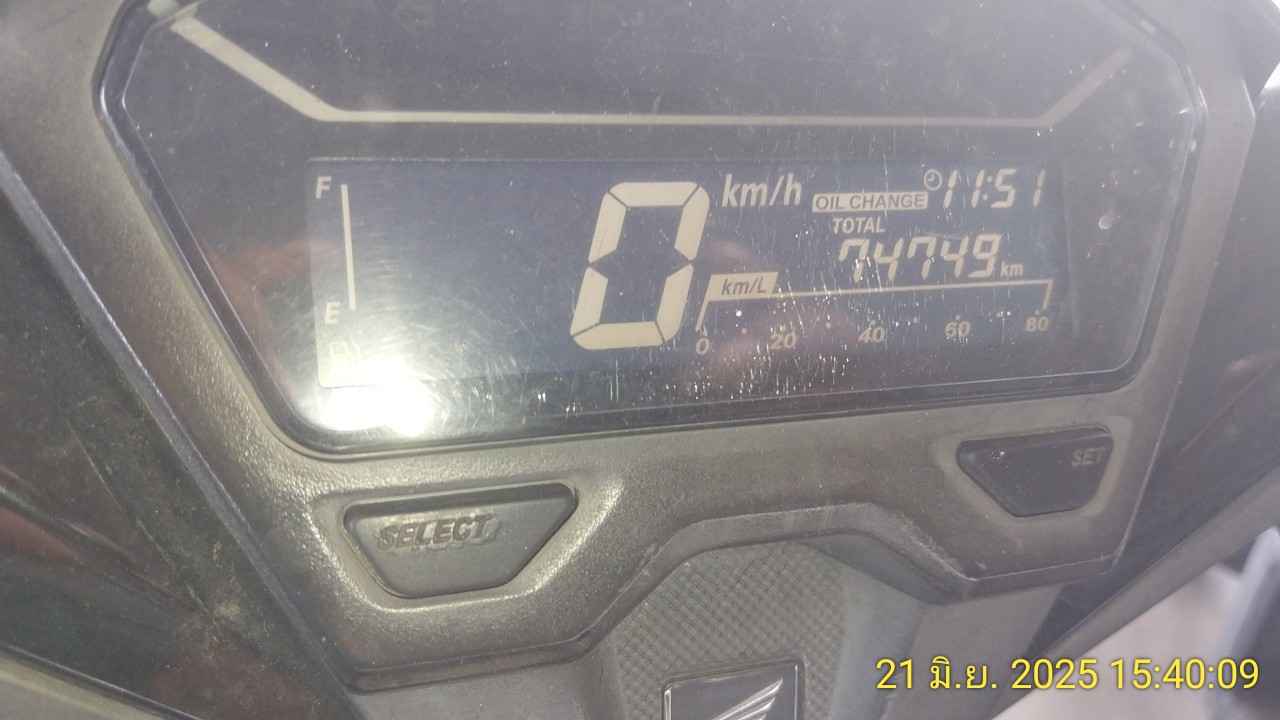 F
km/h
11:51
OIL CHANGE
TOTAL
74749 km
0
E
km/L
0 20 40 60 80
SELECT
SET
21 มิ.ย. 2025 15:40:09